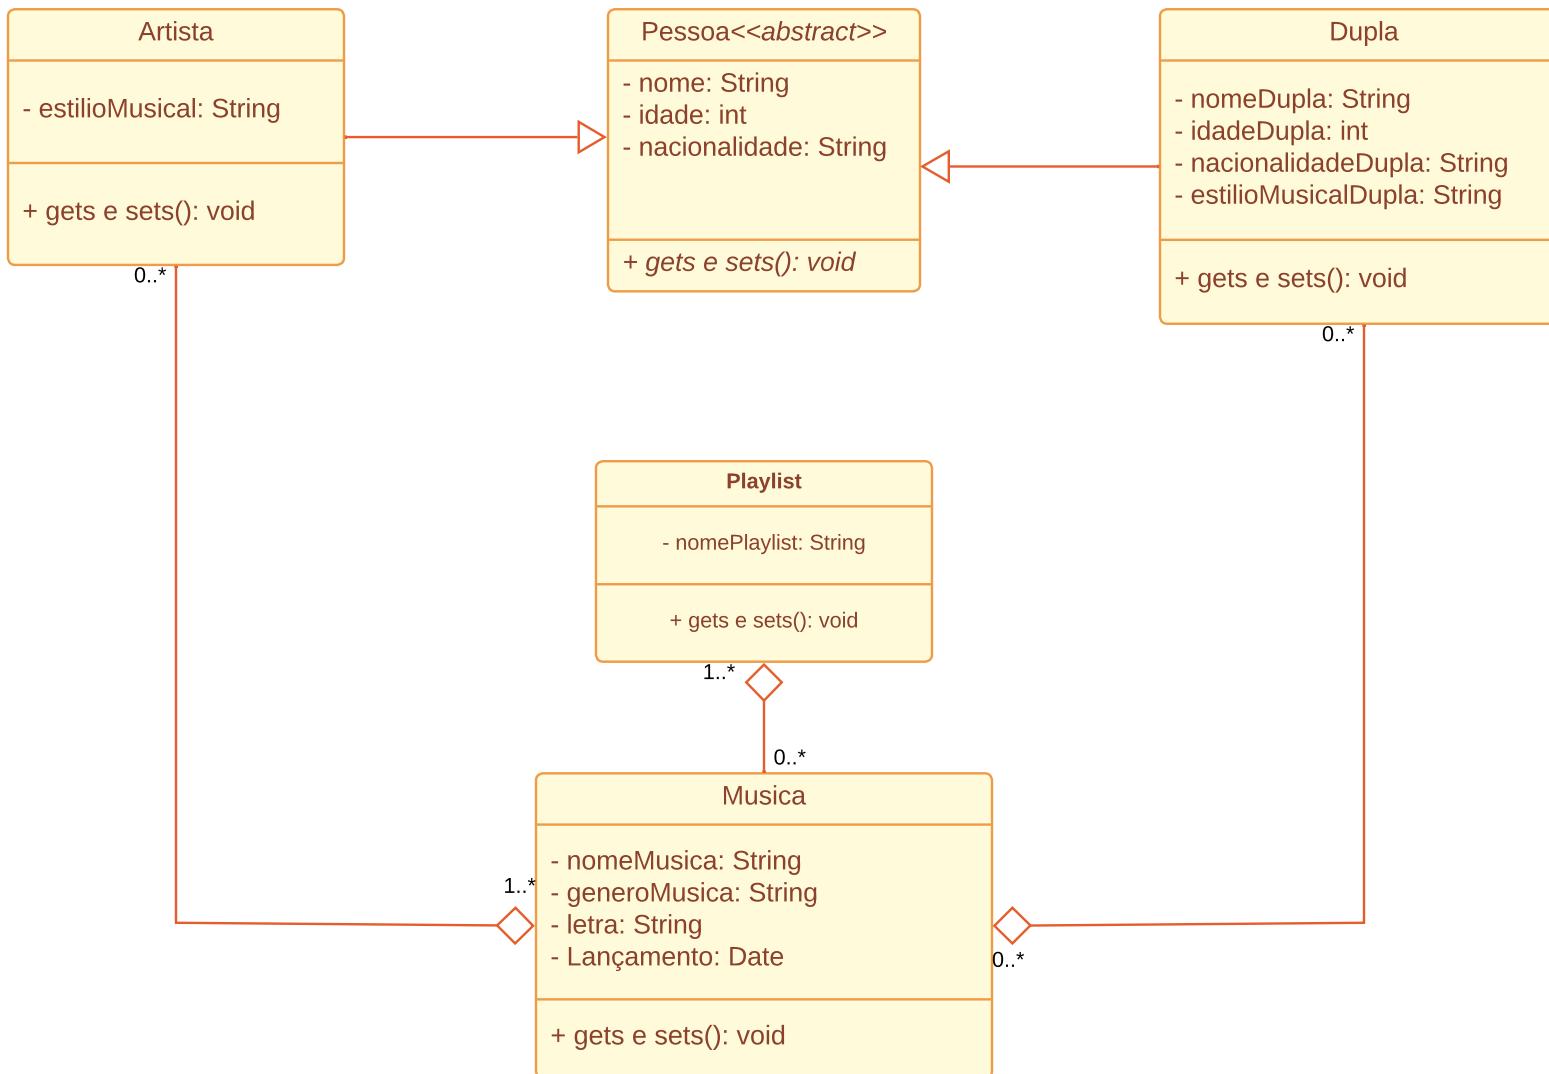 Artista
- estilioMusical: String
+ gets e sets(): void
0..*
Pessoa<<abstract>>
- nome: String
- idade: int
- nacionalidade: String
+ gets e sets(): void
Dupla
- nomeDupla: String
- idadeDupla: int
- nacionalidadeDupla: String
- estilioMusicalDupla: String
+ gets e sets(): void
0..*
Playlist
- nomePlaylist: String
+ gets e sets(): void
1..*
0..*
Musica
- nomeMusica: String
- generoMusica: String
- letra: String
- Lançamento: Date
+ gets e sets(): void
1..*
0..*